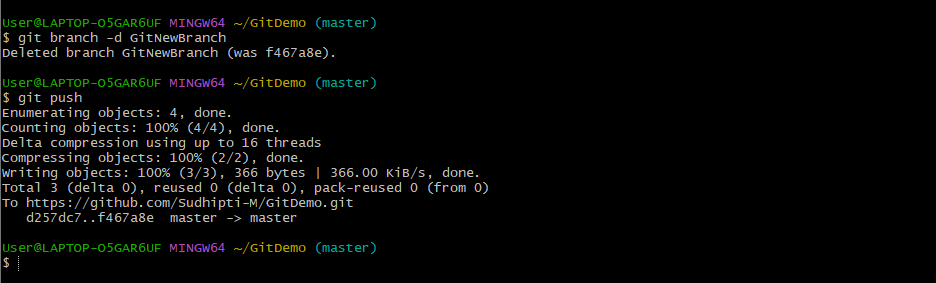 User@LAPTOP-O5GAR6UF MINGW64 ~/GitDemo (master)
$ git branch -d GitNewBranch
Deleted branch GitNewBranch (was f467a8e).
User@LAPTOP-O5GAR6UF MINGW64 ~/GitDemo (master)
$ git push
Enumerating objects: 4, done.
Counting objects: 100% (4/4), done.
Delta compression using up to 16 threads
Compressing objects: 100% (2/2), done.
Writing objects: 100% (3/3), 366 bytes | 366.00 KiB/s, done.
Total 3 (delta 0), reused 0 (delta 0), pack-reused 0 (from 0)
To https://github.com/Sudhipti-M/GitDemo.git
   d257dc7..f467a8e  master -> master
User@LAPTOP-O5GAR6UF MINGW64 ~/GitDemo (master)
$